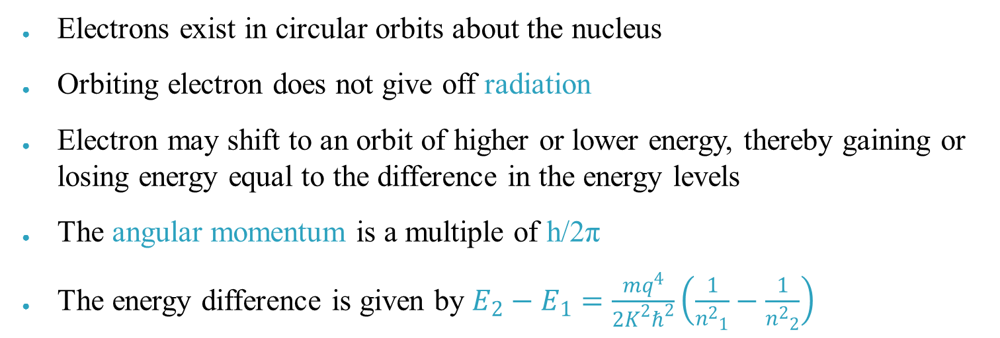 • Electrons exist in circular orbits about the nucleus
• Orbiting electron does not give off radiation
• Electron may shift to an orbit of higher or lower energy, thereby gaining or
losing energy equal to the difference in the energy levels
• The angular momentum is a multiple of h/2π
• The energy difference is given by $E_2 - E_1 = \frac{mq^4}{2K^2\hbar^2}\left(\frac{1}{n^2{}_1} - \frac{1}{n^2{}_2}\right)$